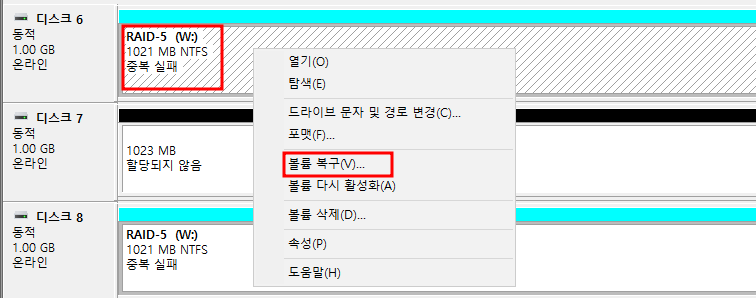 디스크 6
동적
1.00 GB
온라인
RAID-5 (W:)
1021 MB NTFS
중복 실패
열기(O)
탐색(E)
드라이브 문자 및 경로 변경(C)...
포맷(F)...
볼륨 복구(V)...
볼륨 다시 활성화(A)
볼륨 삭제(D)...
속성(P)
도움말(H)
디스크 7
동적
1.00 GB
온라인
1023 MB
할당되지 않음
디스크 8
동적
1.00 GB
온라인
RAID-5 (W:)
1021 MB NTFS
중복 실패